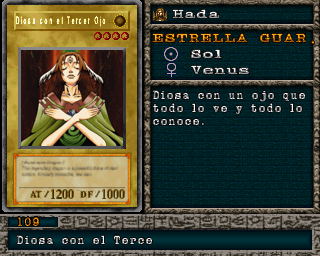 Diosa con el Tercer Ojo
AT/1200 DF/1000
Hada
ESTRELLA GUAR.
Sol
Venus
Diosa con un ojo que
todo lo ve y todo lo
conoce.
109
Diosa con el Terce